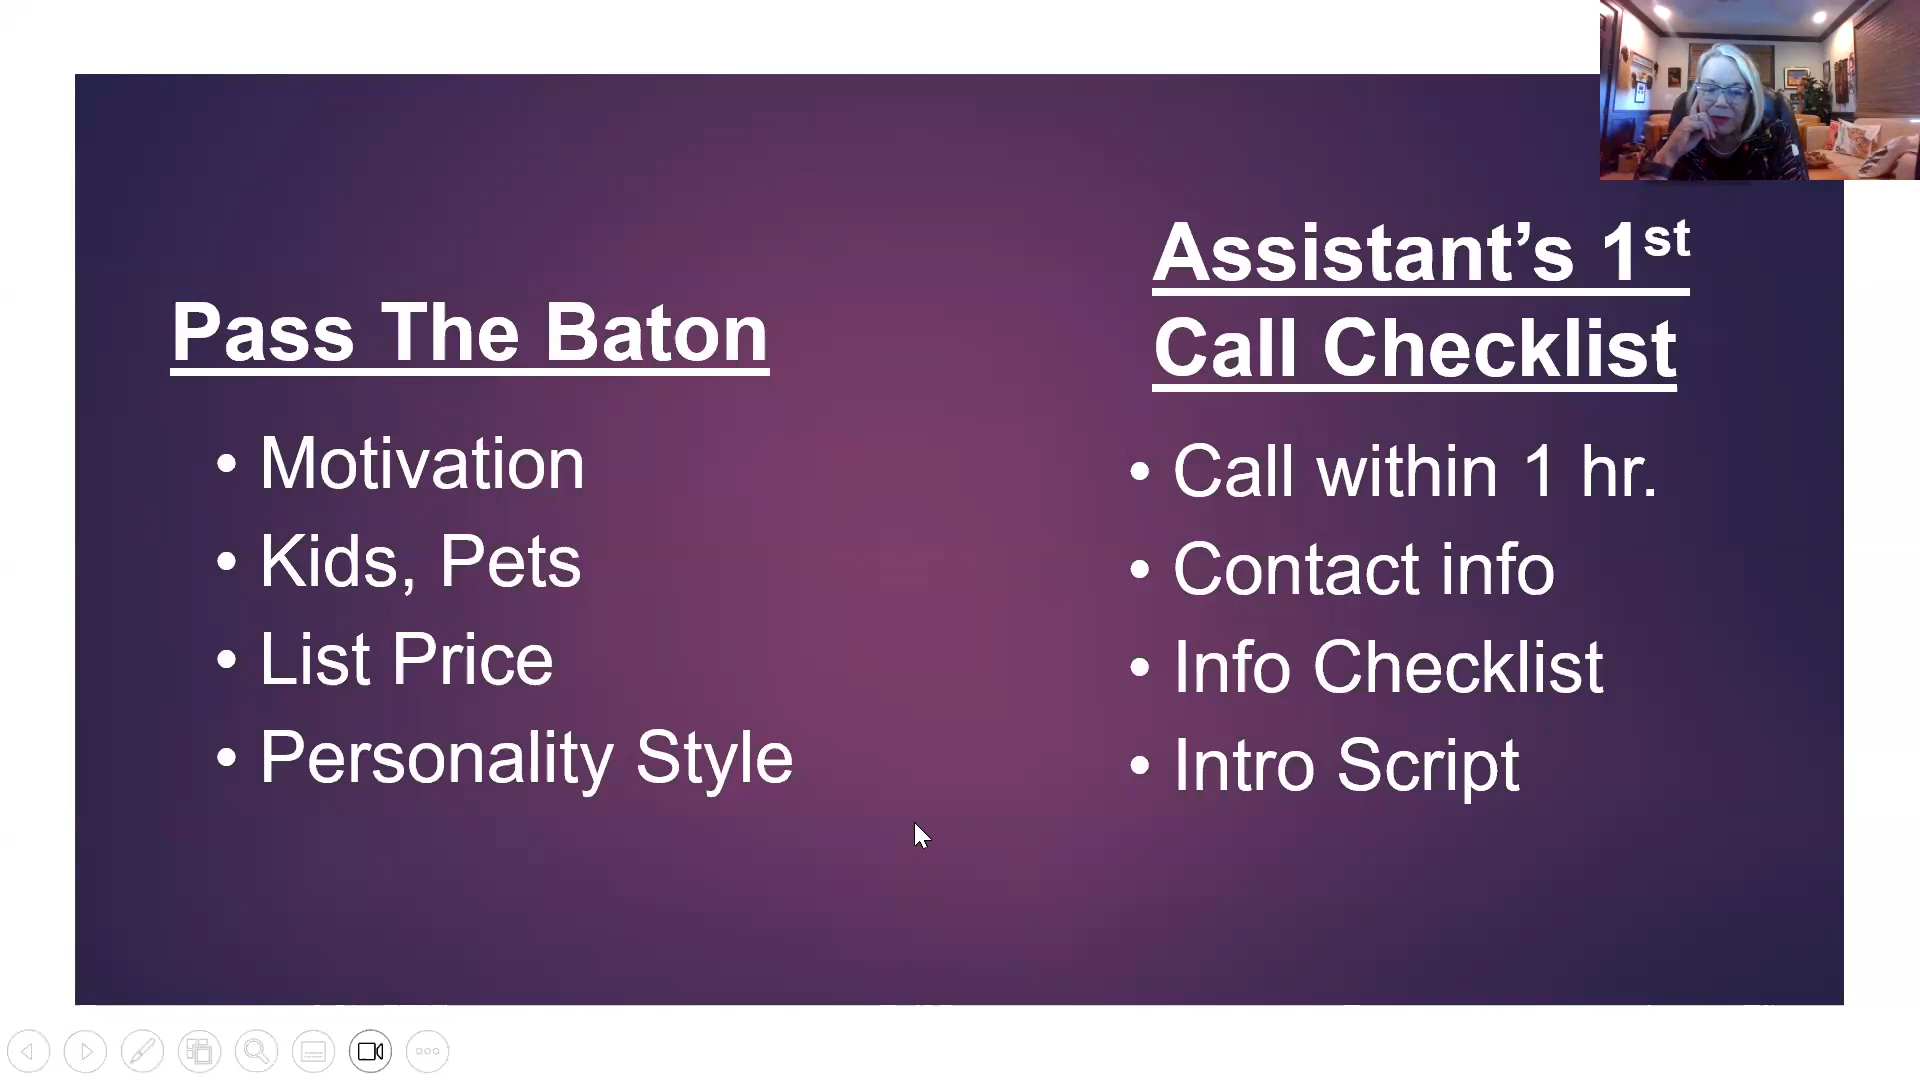 Pass The Baton
• Motivation
• Kids, Pets
• List Price
• Personality Style
Assistant’s 1st
Call Checklist
• Call within 1 hr.
• Contact info
• Info Checklist
• Intro Script